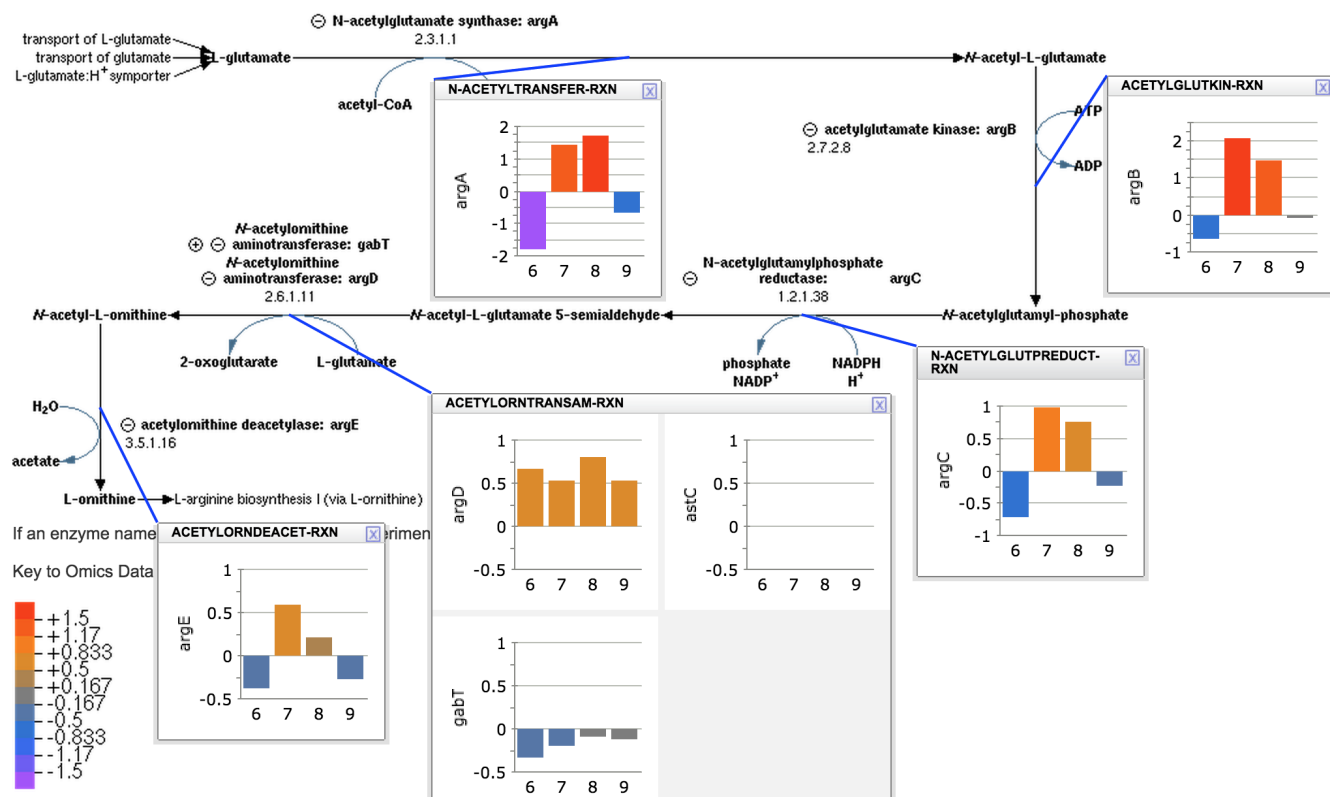 ⊖ N-acetylglutamate synthase: argA
2.3.1.1
transport of L-glutamate
transport of glutamate
L-glutamate:H+ symporter
L-glutamate
acetyl-CoA
N-acetyl-L-glutamate
N-ACETYLTRANSFER-RXN X
argA
2
1
0
-1
-2
6 7 8 9
⊖ acetylglutamate kinase: argB
2.7.2.8
ATP
ADP
ACETYLGLUTKIN-RXN X
argB
2
1
0
-1
6 7 8 9
N-acetylornithine
⊕ ⊖ aminotransferase: gabT
N-acetylornithine
⊖ aminotransferase: argD
2.6.1.11
N-acetylglutamylphosphate
⊖ reductase: argC
1.2.1.38
N-acetyl-L-ornithine
N-acetyl-L-glutamate 5-semialdehyde
N-acetylglutamyl-phosphate
2-oxoglutarate
L-glutamate
phosphate
NADP+
NADPH
H+
N-ACETYLGLUTPREDUCT-
RXN X
argC
1
0.5
0
-0.5
-1
6 7 8 9
H2O
acetate
⊖ acetylornithine deacetylase: argE
3.5.1.16
L-ornithine
L-arginine biosynthesis I (via L-ornithine)
ACETYLORNTRANSAM-RXN X
argD
1
0.5
0
-0.5
6 7 8 9
astC
1
0.5
0
-0.5
6 7 8 9
gabT
1
0.5
0
-0.5
6 7 8 9
If an enzyme name
erimen
Key to Omics Data
ACETYLORNDEACET-RXN X
argE
1
0.5
0
-0.5
6 7 8 9
+1.5
+1.17
+0.833
+0.5
+0.167
-0.167
-0.5
-0.833
-1.17
-1.5